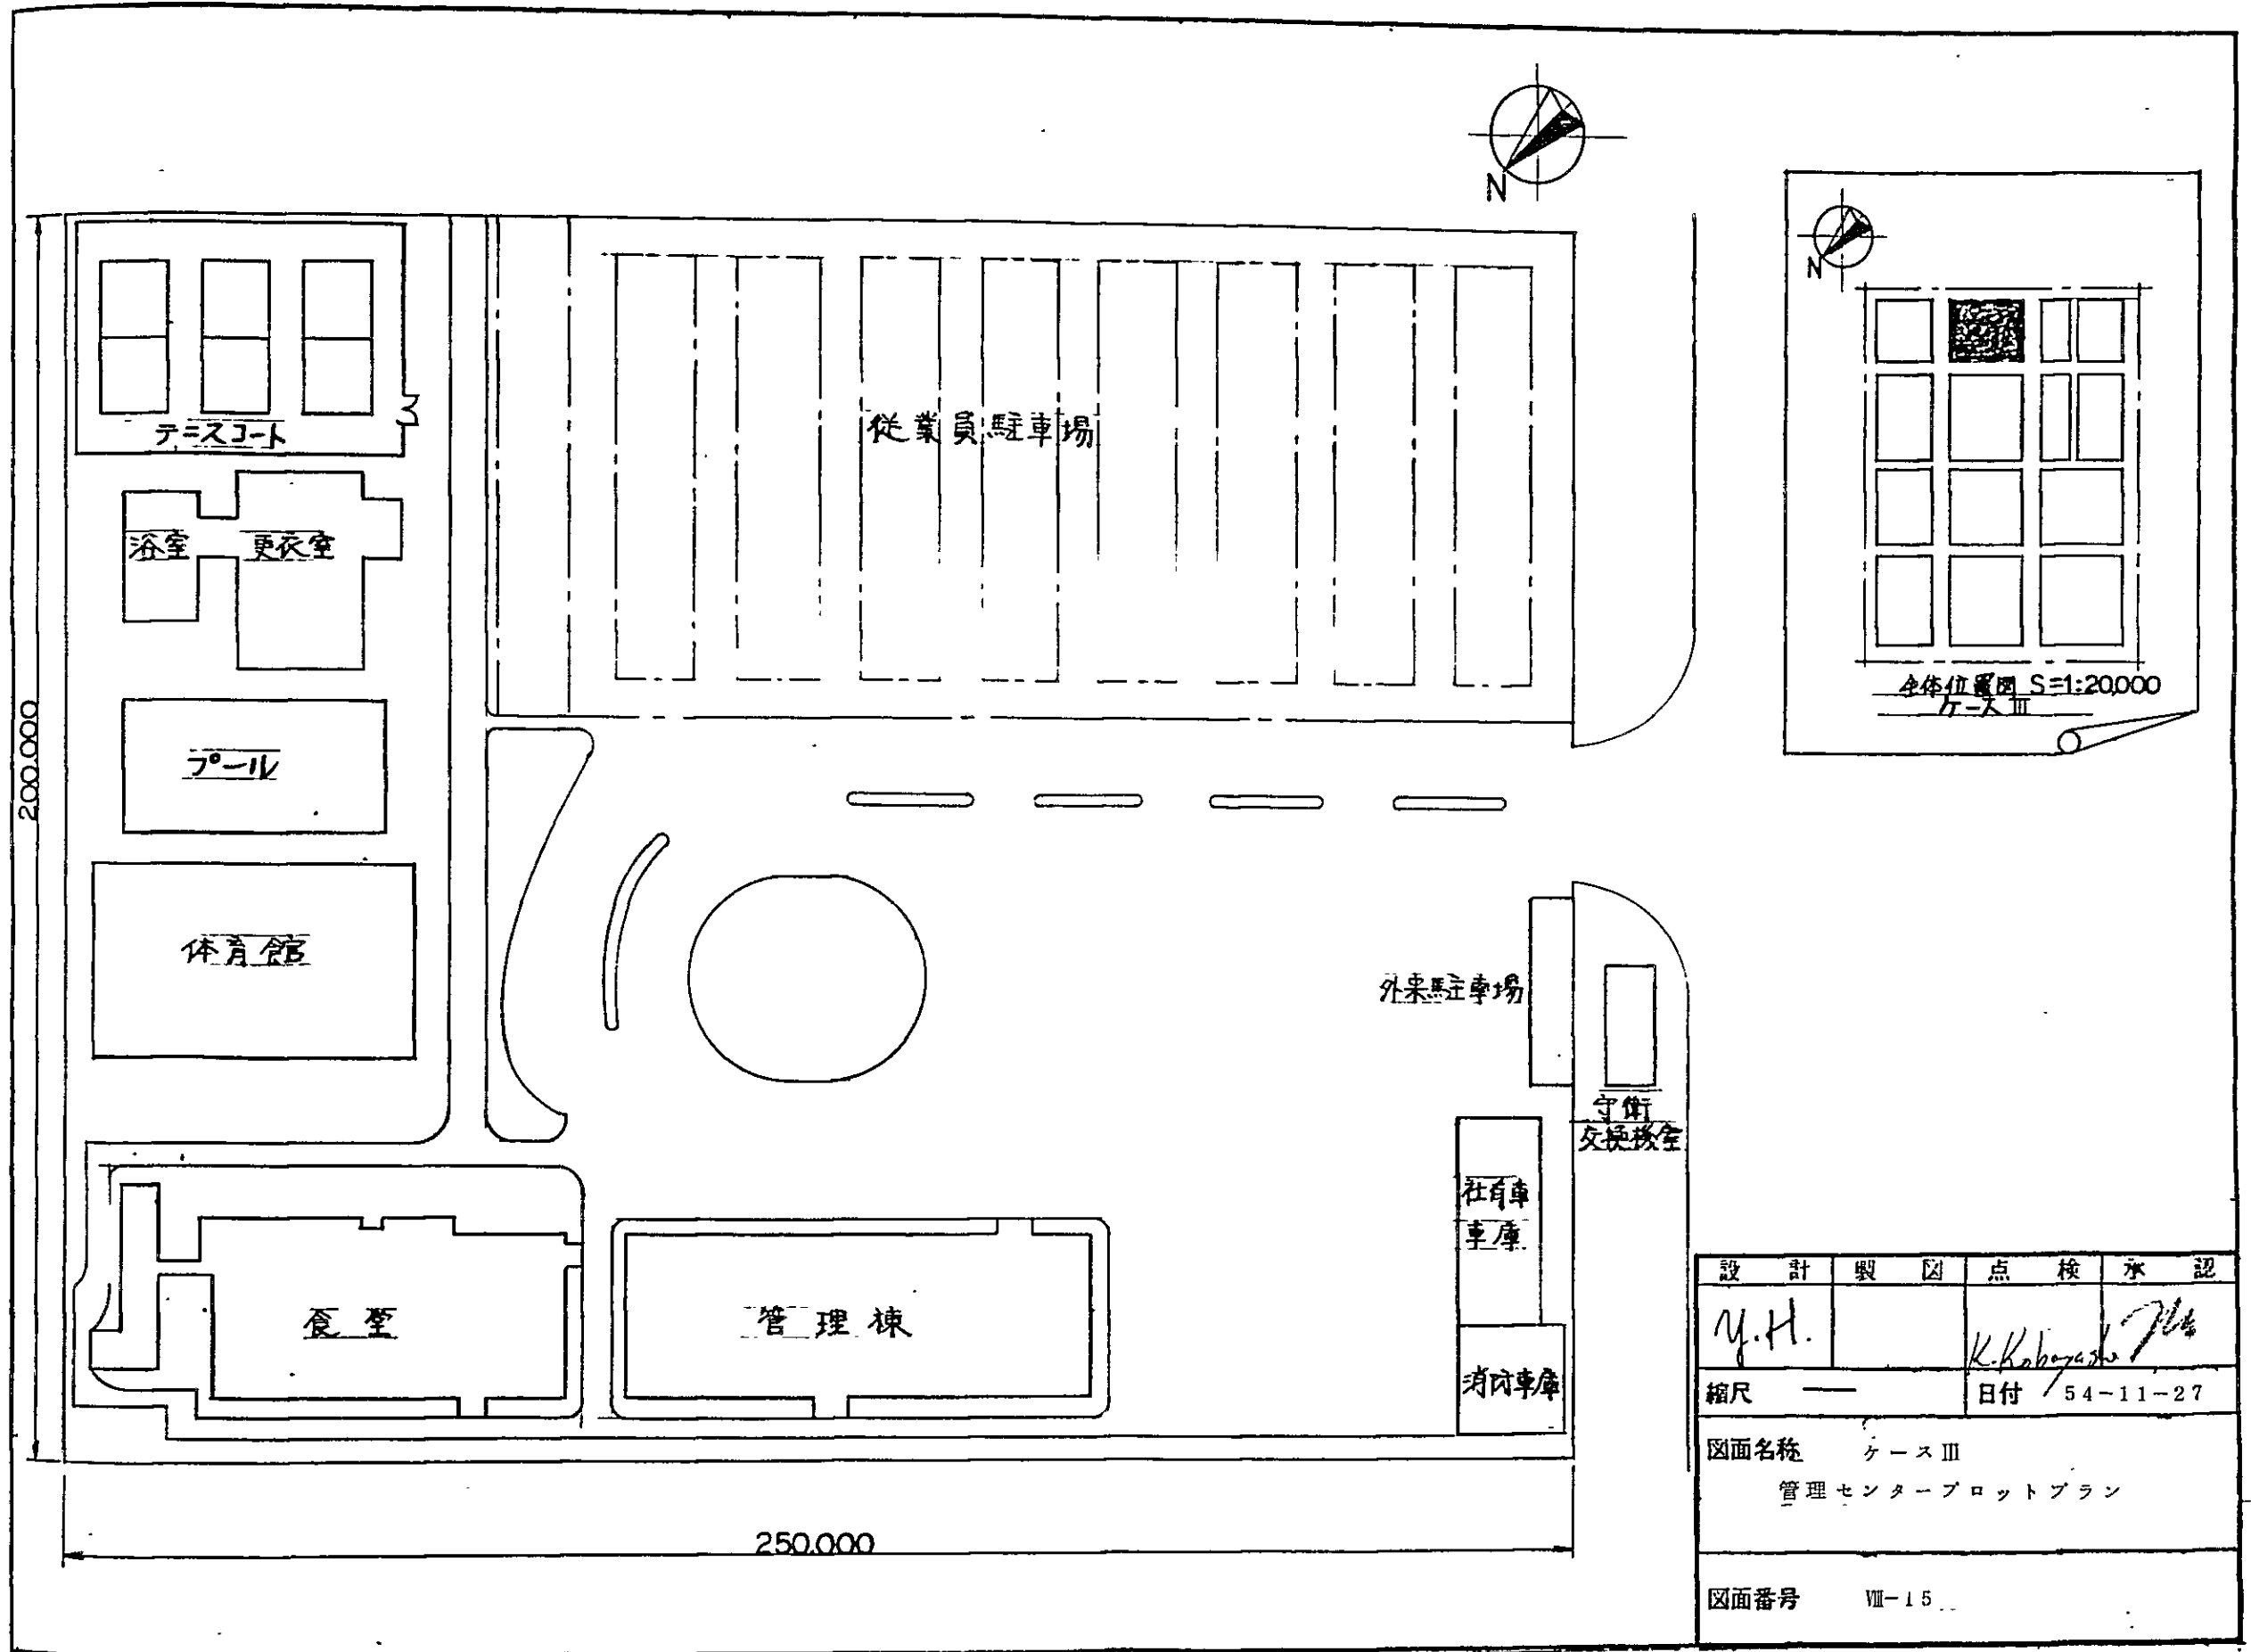 N
N
テニスコート
従業員駐車場
浴室
更衣室
全体位置図 S=1:20,000
ケースⅢ
200.000
プール
体育館
外来駐車場
守衛
交換機室
社有車
車庫
食堂
管理棟
消防車庫
250.000
設計 製図 点検 承認
Y.H. K.Kobayashi
縮尺 — 日付 54-11-27
図面名称 ケースⅢ
管理センタープロットプラン
図面番号 Ⅷ-15